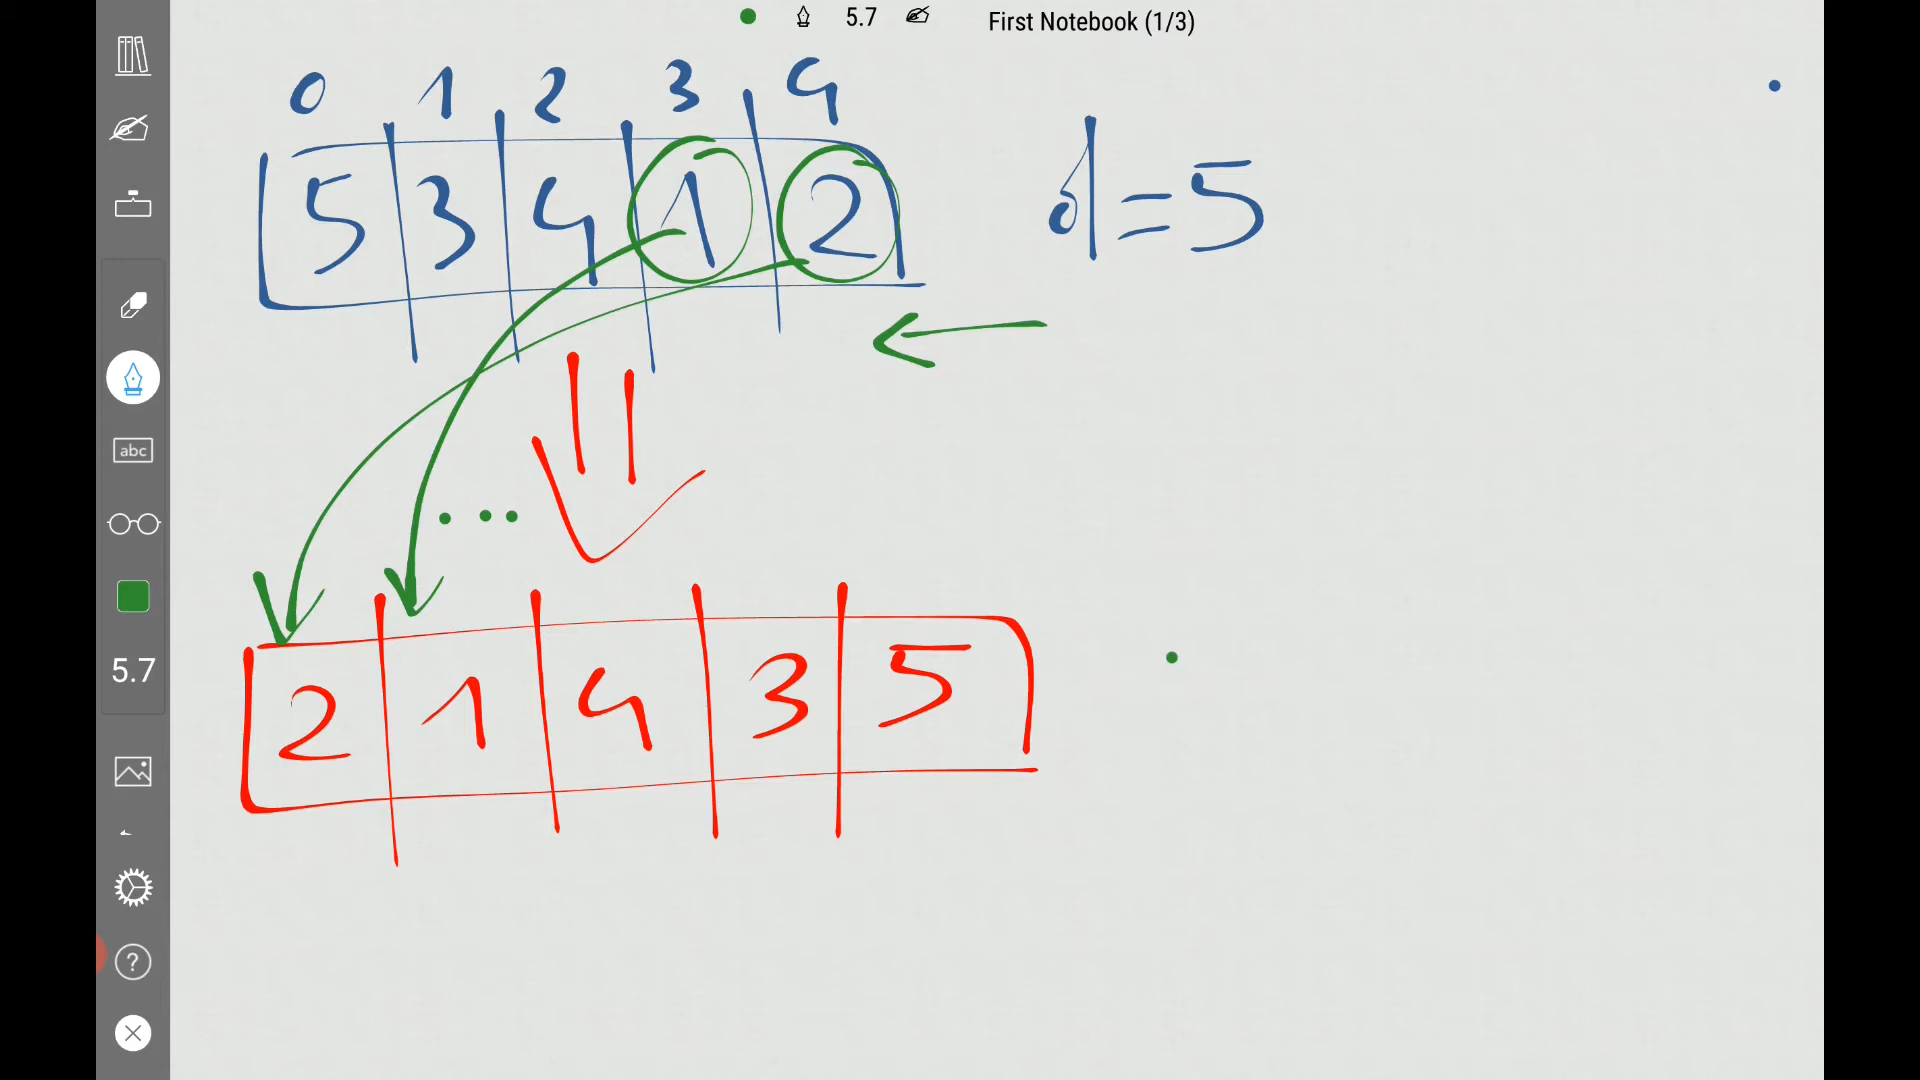 5.7 First Notebook (1/3)
0 1 2 3 4
5 3 4 1 2
d=5
abc
5.7
2 1 4 3 5
?